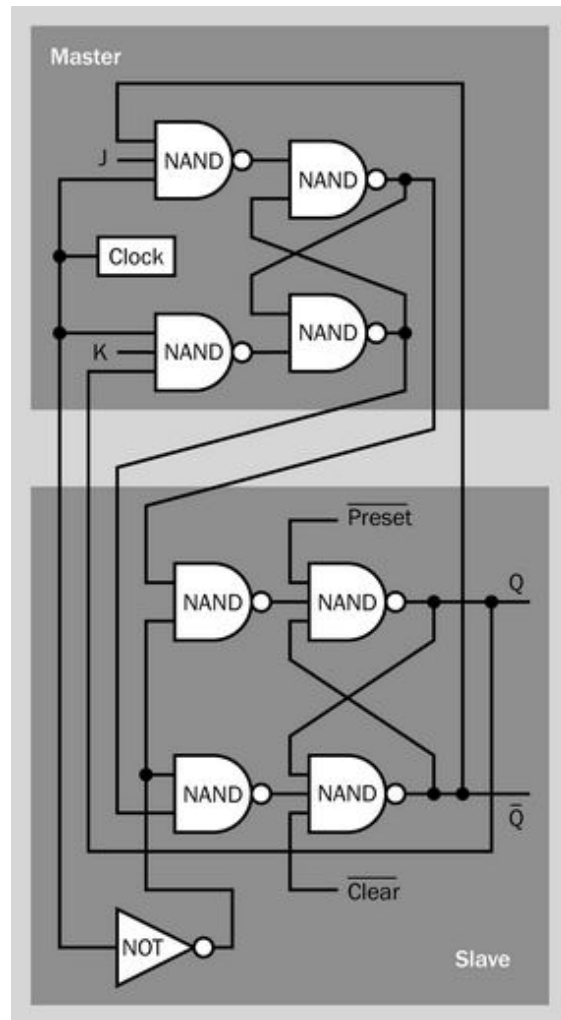 Master
J
NAND
NAND
Clock
K
NAND
NAND
Preset
Q
NAND
NAND
NAND
NAND
Q̅
Clear
NOT
Slave